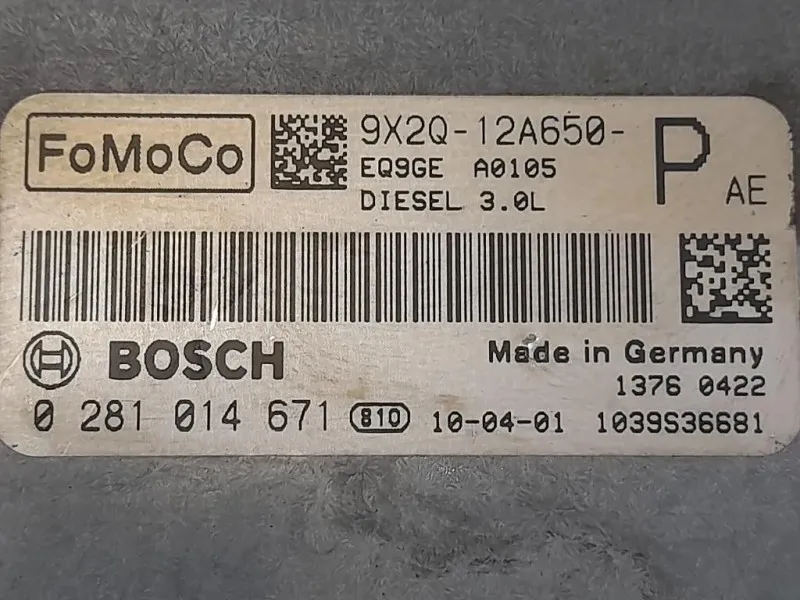 FoMoCo
9X2Q-12A650-
P
AE
EQ9GE A0105
DIESEL 3.0L
BOSCH
Made in Germany
1376 0422
0 281 014 671 810 10-04-01 1039S36681